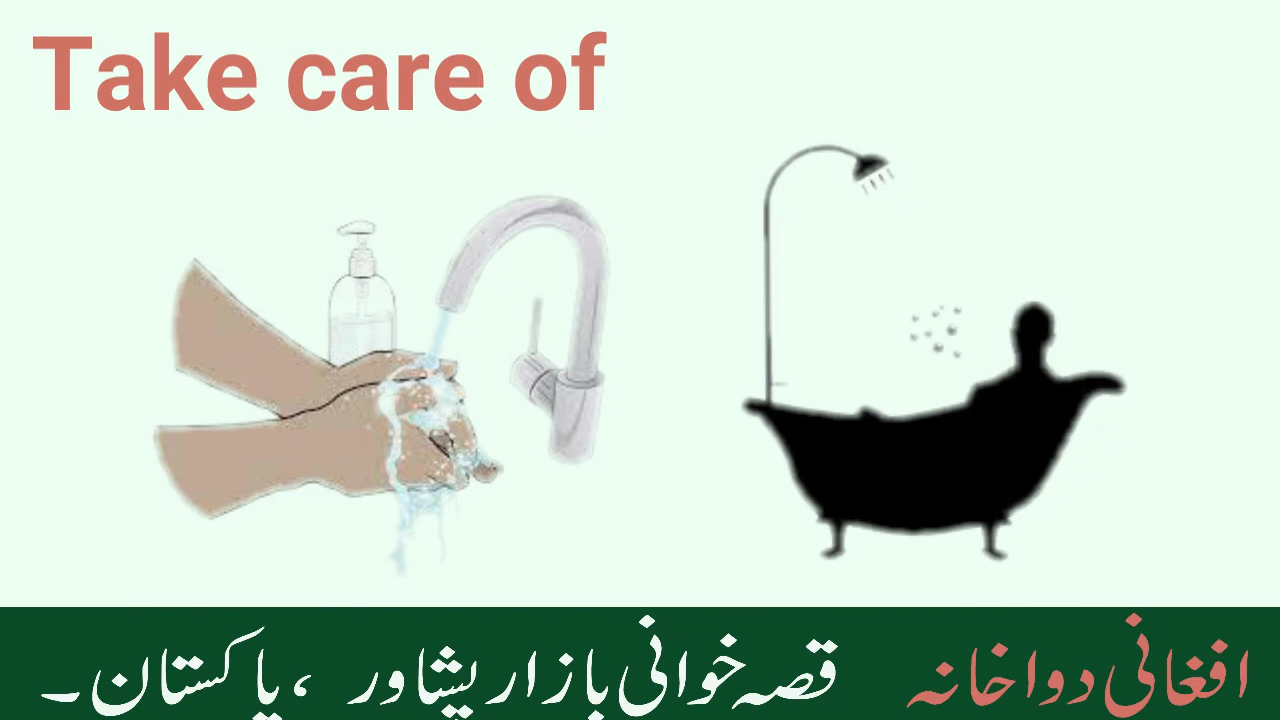 Take care of
افغانی دواخانہ قصہ خوانی بازار پشاور ، پاکستان۔